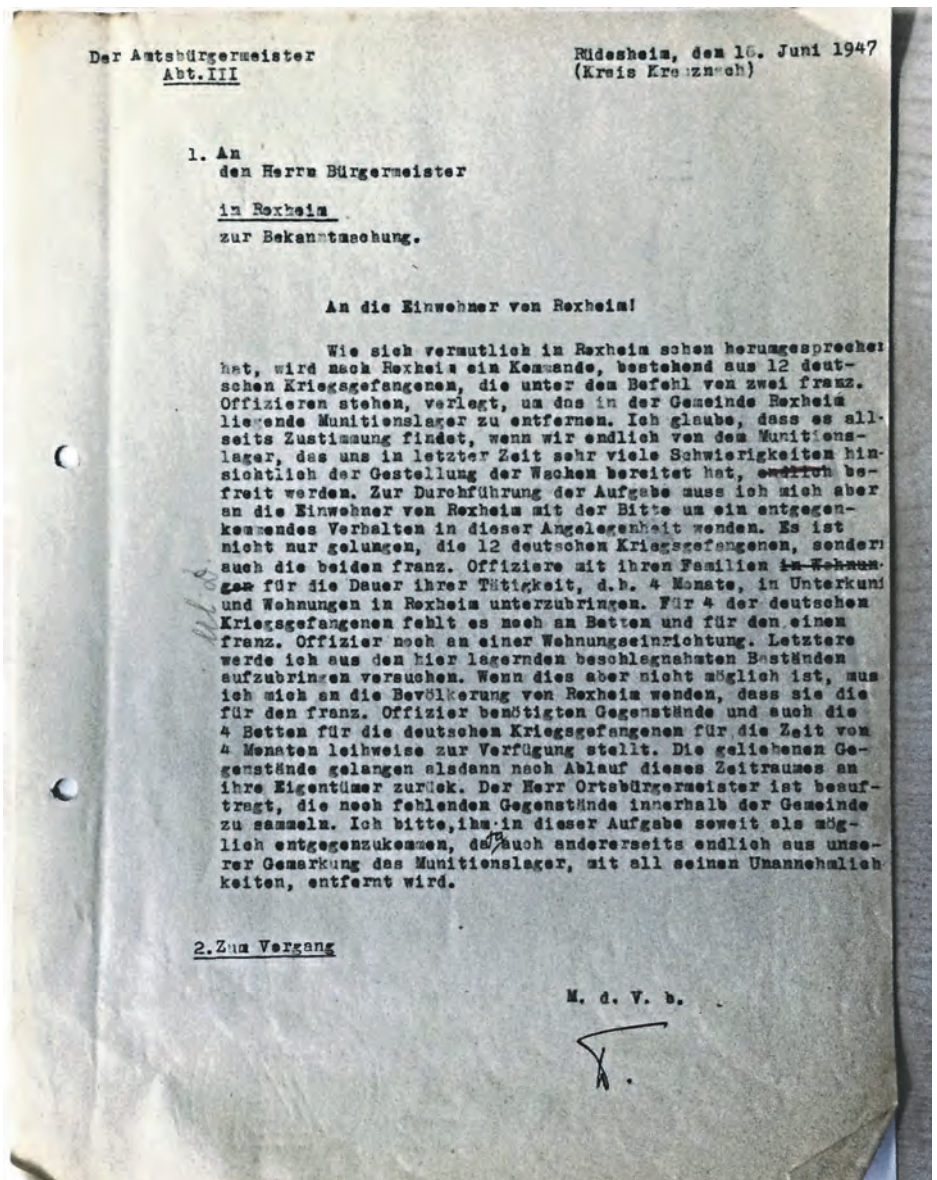 Der Amtsbürgermeister
Abt.III
Rüdesheim, den 16. Juni 1947
(Kreis Kreuznach)
1. An
den Herrn Bürgermeister
in Roxheim
zur Bekanntmachung.
An die Einwohner von Roxheim!
Wie sich vermutlich in Roxheim schon herumgesprochen
hat, wird nach Roxheim ein Kommando, bestehend aus 12 deut-
schen Kriegsgefangenen, die unter dem Befehl von zwei franz.
Offizieren stehen, verlegt, um das in der Gemeinde Roxheim
liegende Munitionslager zu entfernen. Ich glaube, dass es all-
seits Zustimmung findet, wenn wir endlich von dem Munitions-
lager, das uns in letzter Zeit sehr viele Schwierigkeiten hin-
sichtlich der Gestellung der Wachen bereitet hat, endlich be-
freit werden. Zur Durchführung der Aufgabe muss ich mich aber
an die Einwohner von Roxheim mit der Bitte um ein entgegen-
kommendes Verhalten in dieser Angelegenheit wenden. Es ist
nicht nur gelungen, die 12 deutschen Kriegsgefangenen, sondern
auch die beiden franz. Offiziere mit ihren Familien in Wohnun-
gen für die Dauer ihrer Tätigkeit, d.h. 4 Monate, in Unterkunf
und Wohnungen in Roxheim unterzubringen. Für 4 der deutschen
Kriegsgefangenen fehlt es noch an Betten und für den einen
franz. Offizier noch an einer Wohnungseinrichtung. Letztere
werde ich aus den hier lagernden beschlagnahmten Beständen
aufzubringen versuchen. Wenn dies aber nicht möglich ist, mus
ich mich an die Bevölkerung von Roxheim wenden, dass sie die
für den franz. Offizier benötigten Gegenstände und auch die
4 Betten für die deutschen Kriegsgefangenen für die Zeit von
4 Monaten leihweise zur Verfügung stellt. Die geliehenen Ge-
genstände gelangen alsdann nach Ablauf dieses Zeitraumes an
ihre Eigentümer zurück. Der Herr Ortsbürgermeister ist beauf-
tragt, die noch fehlenden Gegenstände innerhalb der Gemeinde
zu sammeln. Ich bitte, ihm in dieser Aufgabe soweit als mög-
lich entgegenzukommen, da ja auch andererseits endlich aus unse-
rer Gemarkung das Munitionslager, mit all seinen Unannehmlich
keiten, entfernt wird.
2. Zum Vorgang
M. d. V. b.